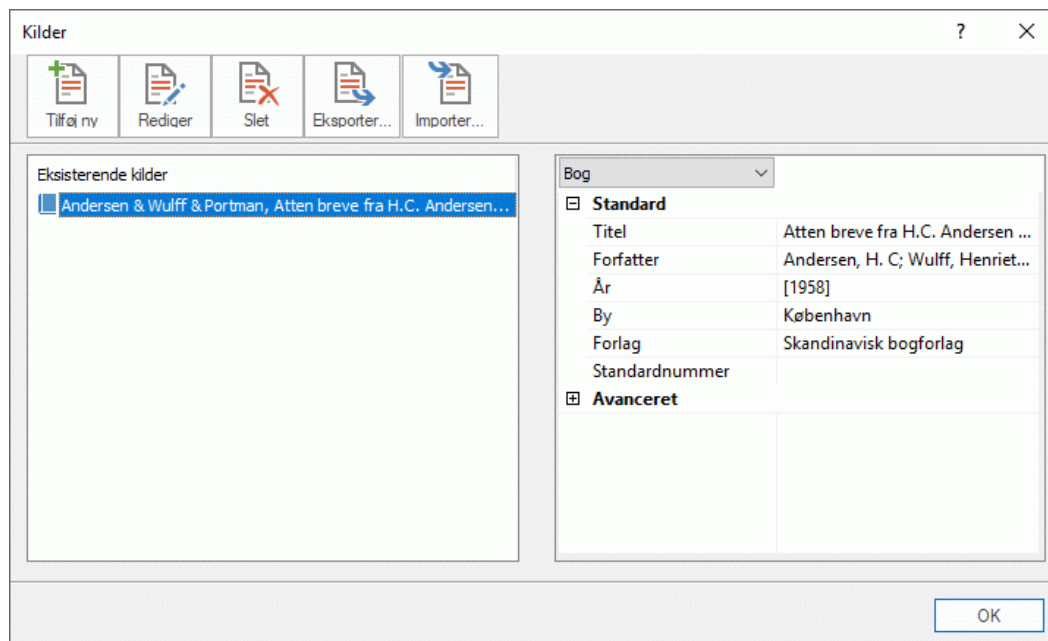 Kilder
Tilføj ny Rediger Slet Eksporter... Importer...
Eksisterende kilder
Andersen & Wulff & Portman, Atten breve fra H.C. Andersen...
Bog
Standard
Titel Atten breve fra H.C. Andersen ...
Forfatter Andersen, H. C; Wulff, Henriet...
År [1958]
By København
Forlag Skandinavisk bogforlag
Standardnummer
Avanceret
OK